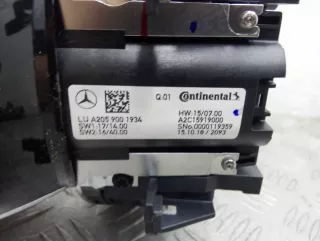 Q.01 Continental
LU A205 900 1934
HW:15/07.00
SW1:17/14.00
A2C15919000
SW2:16/40.00
SNo.0000119359
15.10.18 / 2093